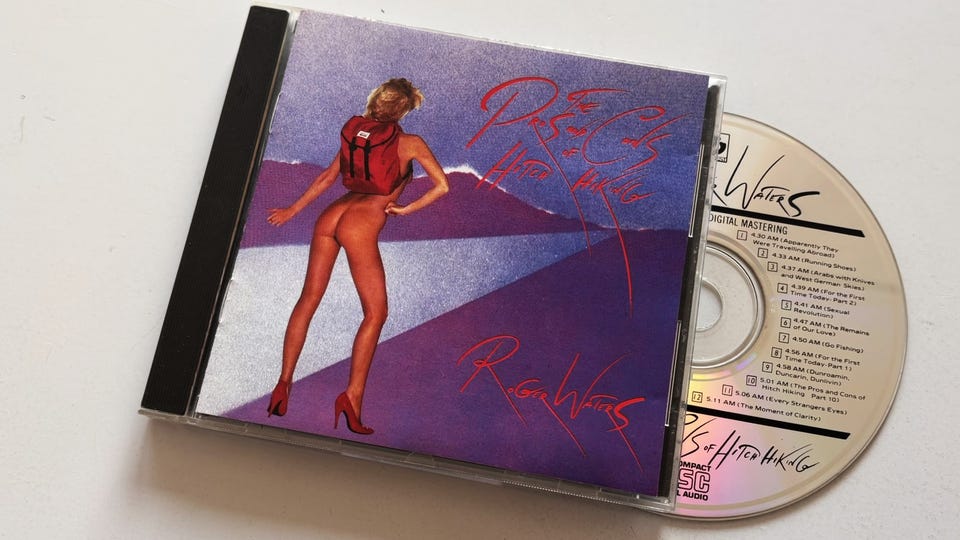 THE
PROS AND CONS
OF
HITCH HIKING
ROGER WATERS
WATERS
DIGITAL MASTERING
1 4.30 AM (Apparently They
Were Travelling Abroad)
2 4.33 AM (Running Shoes)
3 4.37 AM (Arabs with Knives
and West German Skies)
4 4.39 AM (For the First
Time Today- Part 2)
5 4.41 AM (Sexual
Revolution)
6 4.47 AM (The Remains
of Our Love)
7 4.50 AM (Go Fishing)
8 4.56 AM (For the First
Time Today- Part 1)
9 4.58 AM (Dunroamin,
Duncarin, Dunlivin)
10 5.01 AM (The Pros and Cons of
Hitch Hiking Part 10)
11 5.06 AM (Every Strangers Eyes)
12 5.11 AM (The Moment of Clarity)
OF HITCH HIKING
COMPACT
DISC
AUDIO